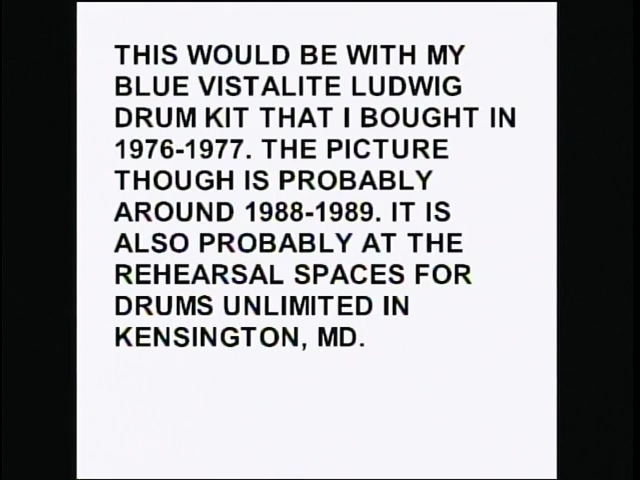 THIS WOULD BE WITH MY
BLUE VISTALITE LUDWIG
DRUM KIT THAT I BOUGHT IN
1976-1977. THE PICTURE
THOUGH IS PROBABLY
AROUND 1988-1989. IT IS
ALSO PROBABLY AT THE
REHEARSAL SPACES FOR
DRUMS UNLIMITED IN
KENSINGTON, MD.